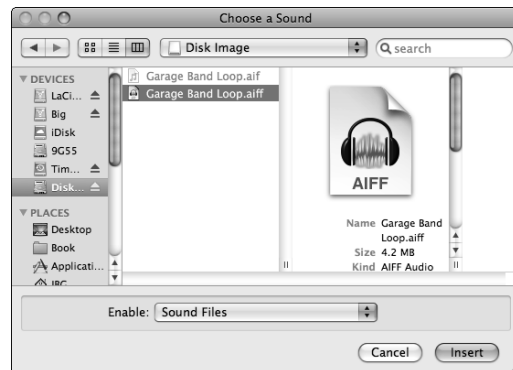 Choose a Sound
Disk Image
search
DEVICES
LaCi...
Big
iDisk
9G55
Tim...
Disk...
PLACES
Desktop
Book
Applicati...
Garage Band Loop.aif
Garage Band Loop.aiff
AIFF
Name Garage Band
Loop.aiff
Size 4.2 MB
Kind AIFF Audio
Enable: Sound Files
Cancel
Insert